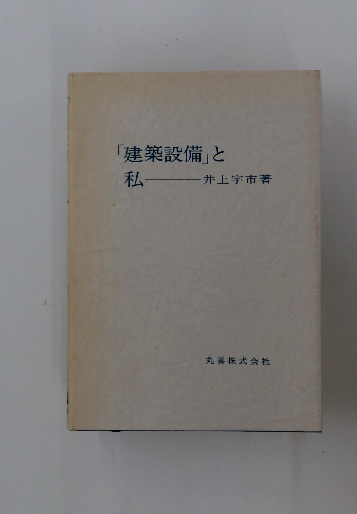 「建築設備」と
私———井上宇市著
丸善株式会社